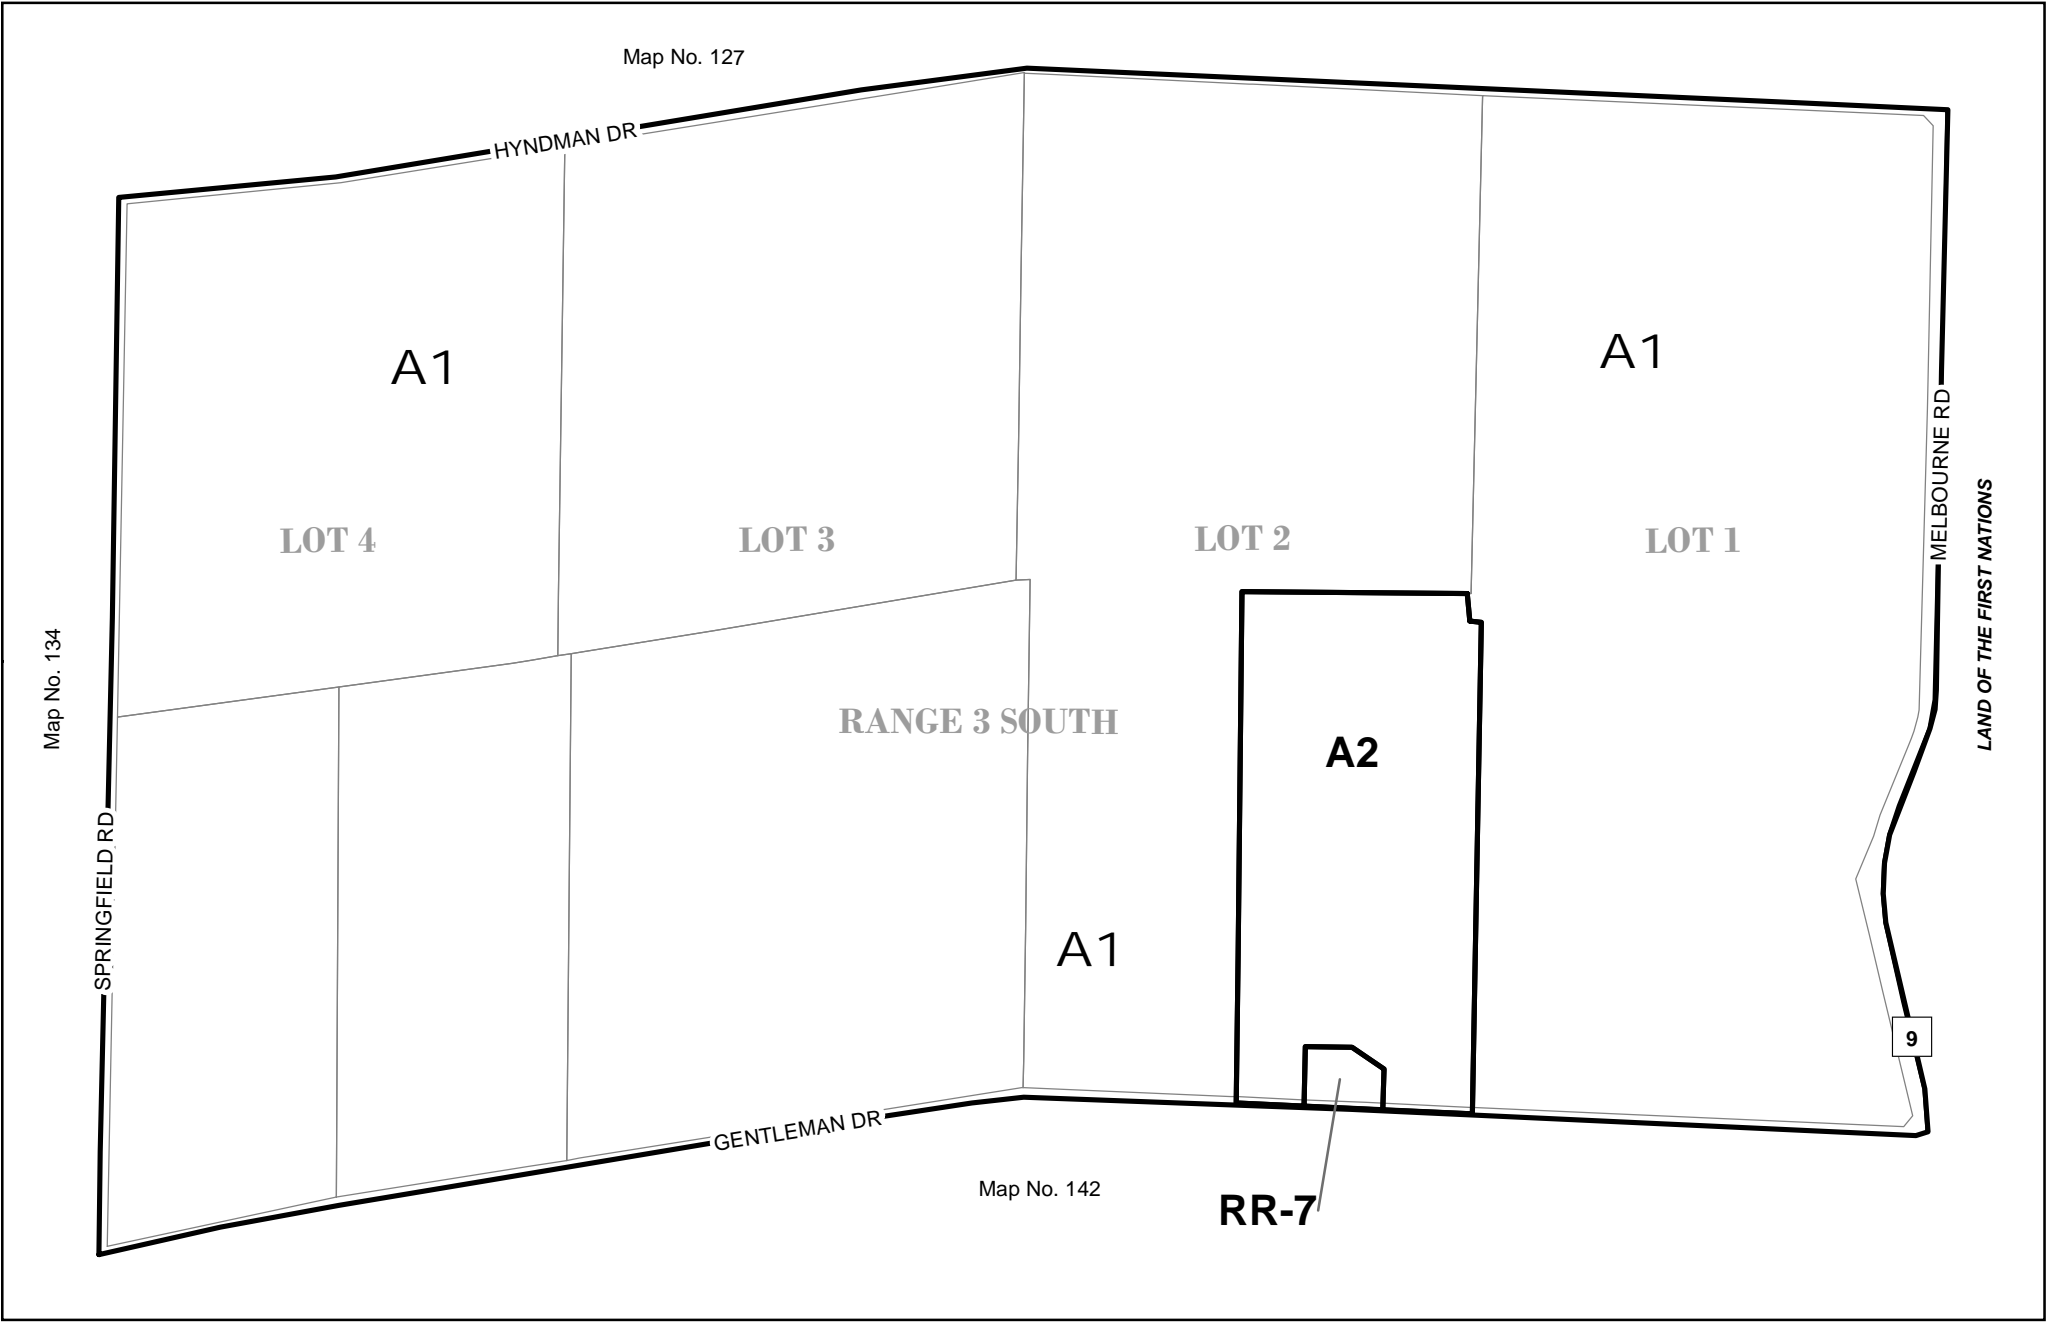 Map No. 127
HYNDMAN DR
A1
A1
MELBOURNE RD
LOT 4
LOT 3
LOT 2
LOT 1
LAND OF THE FIRST NATIONS
Map No. 134
RANGE 3 SOUTH
A2
SPRINGFIELD RD
A1
9
GENTLEMAN DR
Map No. 142
RR-7